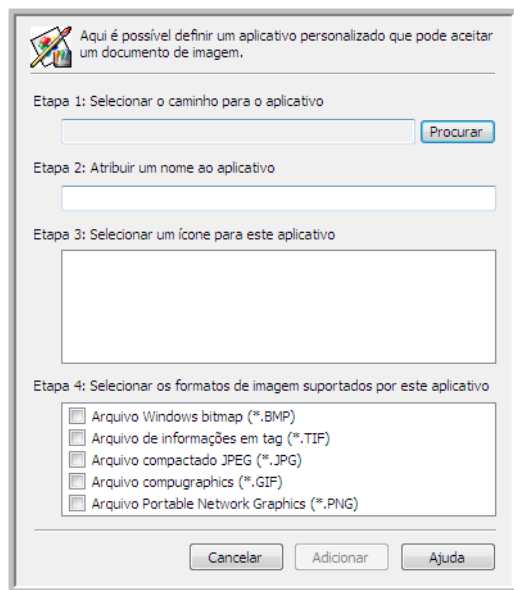 Aqui é possível definir um aplicativo personalizado que pode aceitar
um documento de imagem.
Etapa 1: Selecionar o caminho para o aplicativo
Procurar
Etapa 2: Atribuir um nome ao aplicativo
Etapa 3: Selecionar um ícone para este aplicativo
Etapa 4: Selecionar os formatos de imagem suportados por este aplicativo
Arquivo Windows bitmap (*.BMP)
Arquivo de informações em tag (*.TIF)
Arquivo compactado JPEG (*.JPG)
Arquivo compugraphics (*.GIF)
Arquivo Portable Network Graphics (*.PNG)
Cancelar Adicionar Ajuda